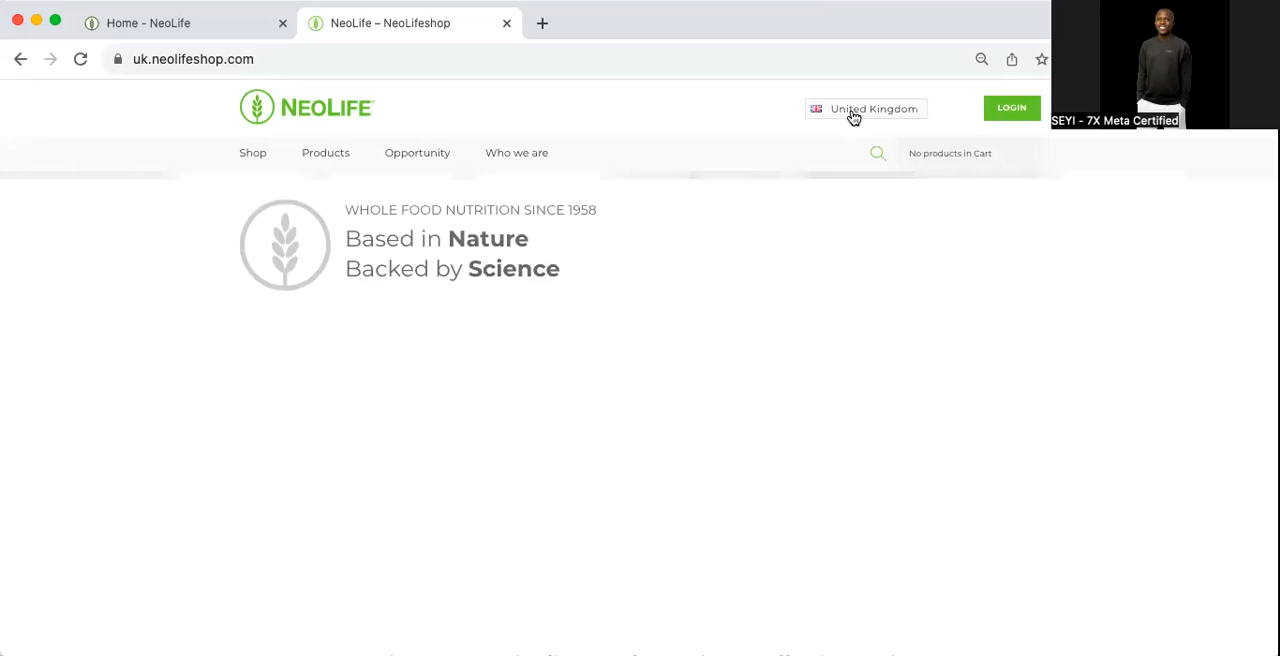 Home - NeoLife
NeoLife – NeoLifeshop
uk.neolifeshop.com
SEYI - 7X Meta Certified
NEOLIFE
United Kingdom
LOGIN
Shop Products Opportunity Who we are
No products in Cart
WHOLE FOOD NUTRITION SINCE 1958
Based in Nature
Backed by Science